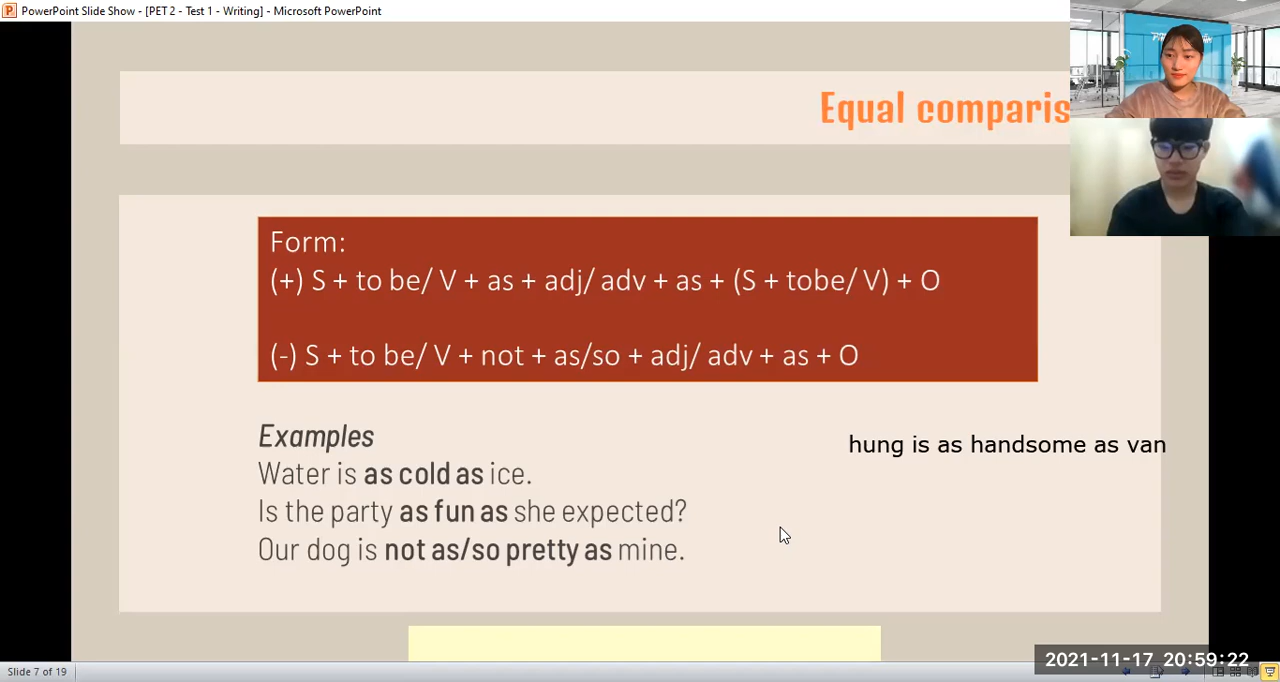 PowerPoint Slide Show - [PET 2 - Test 1 - Writing] - Microsoft PowerPoint
Equal comparis
Form:
(+) S + to be/ V + as + adj/ adv + as + (S + tobe/ V) + O
(-) S + to be/ V + not + as/so + adj/ adv + as + O
Examples
hung is as handsome as van
Water is as cold as ice.
Is the party as fun as she expected?
Our dog is not as/so pretty as mine.
2021-11-17 20:59:22
Slide 7 of 19